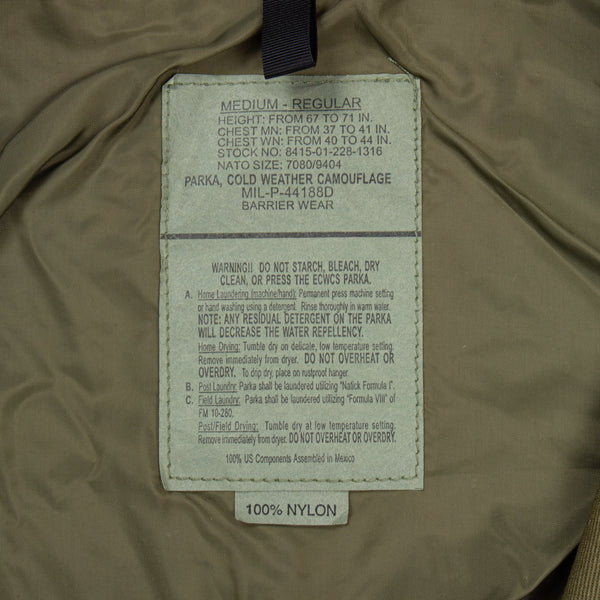 MEDIUM - REGULAR
HEIGHT: FROM 67 TO 71 IN.
CHEST MN: FROM 37 TO 41 IN.
CHEST WN: FROM 40 TO 44 IN.
STOCK NO: 8415-01-228-1316
NATO SIZE: 7080/9404
PARKA, COLD WEATHER CAMOUFLAGE
MIL-P-44188D
BARRIER WEAR
WARNING!! DO NOT STARCH, BLEACH, DRY
CLEAN, OR PRESS THE ECWCS PARKA.
A. Home Laundering (machine/hand): Permanent press machine setting
or hand washing using a detergent. Rinse thoroughly in warm water.
NOTE: ANY RESIDUAL DETERGENT ON THE PARKA
WILL DECREASE THE WATER REPELLENCY.
Home Drying: Tumble dry on delicate, low temperature setting.
Remove immediately from dryer. DO NOT OVERHEAT OR
OVERDRY. To drip dry, place on rustproof hanger.
B. Post Laundry: Parka shall be laundered utilizing "Natick Formula I".
C. Field Laundry: Parka shall be laundered utilizing "Formula VIII" of
FM 10-280.
Post/Field Drying: Tumble dry at low temperature setting.
Remove immediately from dryer. DO NOT OVERHEAT OR OVERDRY.
100% US Components Assembled in Mexico
100% NYLON